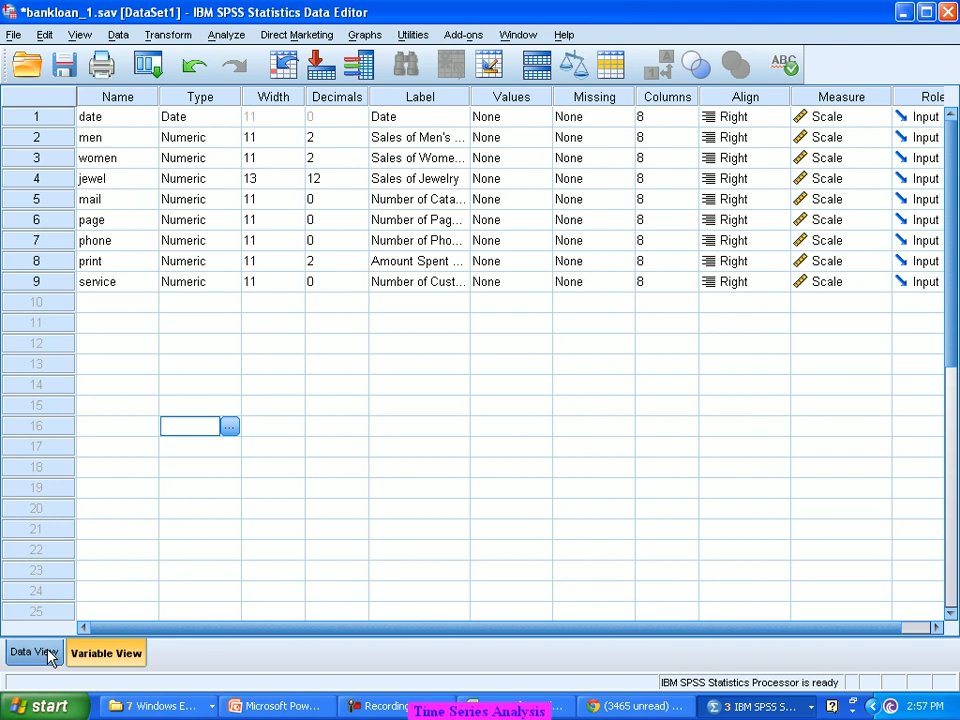 *bankloan_1.sav [DataSet1] - IBM SPSS Statistics Data Editor
File Edit View Data Transform Analyze Direct Marketing Graphs Utilities Add-ons Window Help
Name Type Width Decimals Label Values Missing Columns Align Measure Role
1 date Date 11 0 Date None None 8 Right Scale Input
2 men Numeric 11 2 Sales of Men's ... None None 8 Right Scale Input
3 women Numeric 11 2 Sales of Wome... None None 8 Right Scale Input
4 jewel Numeric 13 12 Sales of Jewelry None None 8 Right Scale Input
5 mail Numeric 11 0 Number of Cata... None None 8 Right Scale Input
6 page Numeric 11 0 Number of Pag... None None 8 Right Scale Input
7 phone Numeric 11 0 Number of Pho... None None 8 Right Scale Input
8 print Numeric 11 2 Amount Spent ... None None 8 Right Scale Input
9 service Numeric 11 0 Number of Cust... None None 8 Right Scale Input
10
11
12
13
14
15
16 ...
17
18
19
20
21
22
23
24
25
Data View Variable View
IBM SPSS Statistics Processor is ready
start 7 Windows E... Microsoft Pow... Recording (3465 unread) ... 3 IBM SPSS S... 2:57 PM
Time Series Analysis